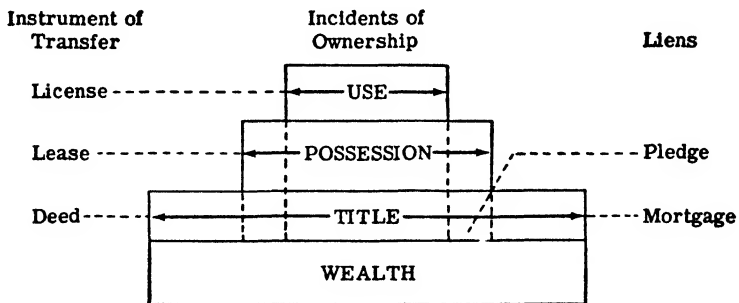 Instrument of Transfer
Incidents of Ownership
Liens
License
USE
Lease
POSSESSION
Pledge
Deed
TITLE
Mortgage
WEALTH